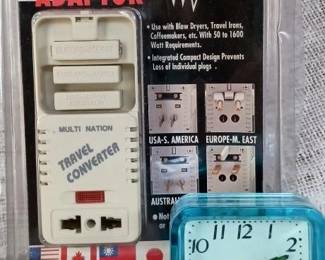 ADAPTOR
• Use with Blow Dryers, Travel Irons,
Coffeemakers, etc. With 50 to 1600
Watt Requirements.
• Integrated Compact Design Prevents
Loss of Individual plugs.
MULTI NATION
TRAVEL
CONVERTER
USA-S. AMERICA
EUROPE-M. EAST
AUSTRAL
• Not
10
11
12
1
2